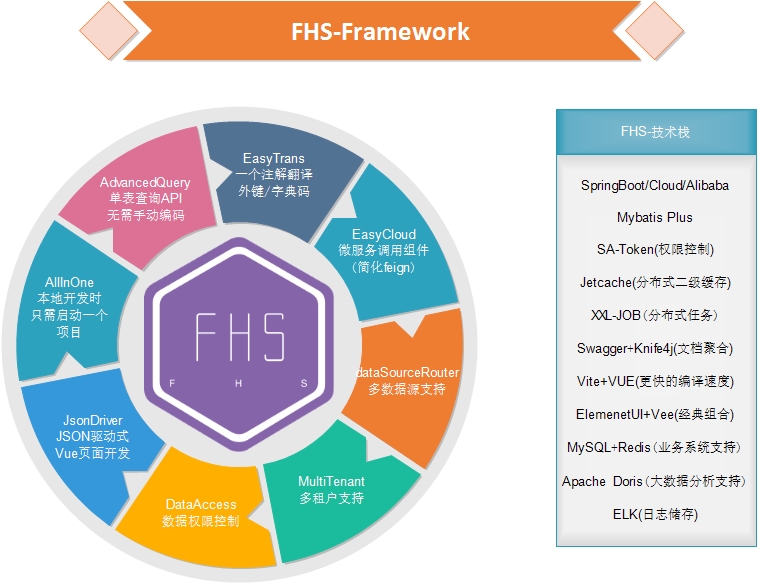 FHS-Framework
EasyTrans
一个注解翻译
外键/字典码
EasyCloud
微服务调用组件
(简化feign)
dataSourceRouter
多数据源支持
MultiTenant
多租户支持
DataAccess
数据权限控制
JsonDriver
JSON驱动式
Vue页面开发
AllInOne
本地开发时
只需启动一个
项目
AdvancedQuery
单表查询API
无需手动编码
FHS
F H S
FHS-技术栈
SpringBoot/Cloud/Alibaba
Mybatis Plus
SA-Token(权限控制)
Jetcache(分布式二级缓存)
XXL-JOB(分布式任务)
Swagger+Knife4j(文档聚合)
Vite+VUE(更快的编译速度)
ElemenetUI+Vee(经典组合)
MySQL+Redis(业务系统支持)
Apache Doris(大数据分析支持)
ELK(日志储存)